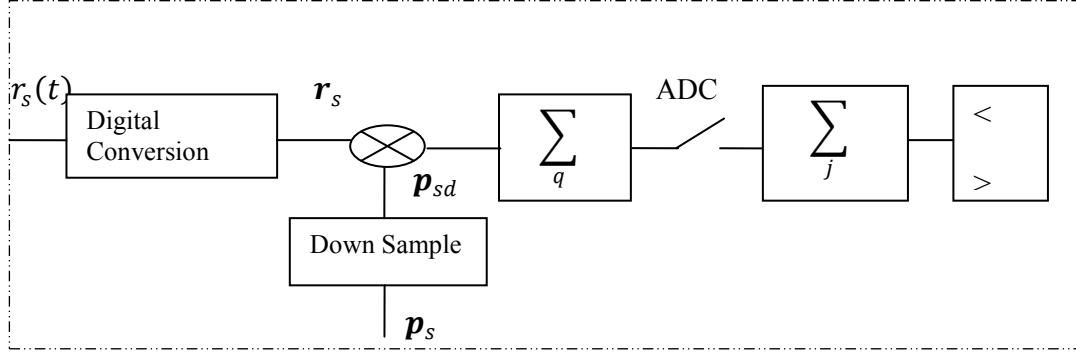 r_s(t)
Digital
Conversion
𝒓_s
𝒑_sd
∑
q
ADC
∑
j
<
>
Down Sample
𝒑_s